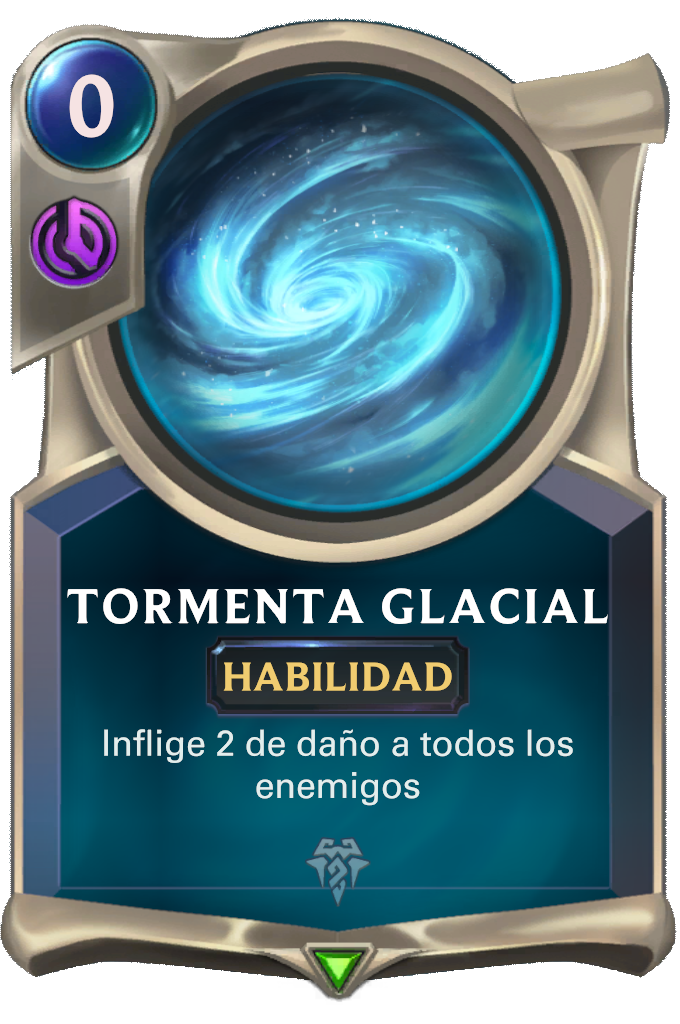 0
TORMENTA GLACIAL
HABILIDAD
Inflige 2 de daño a todos los
enemigos